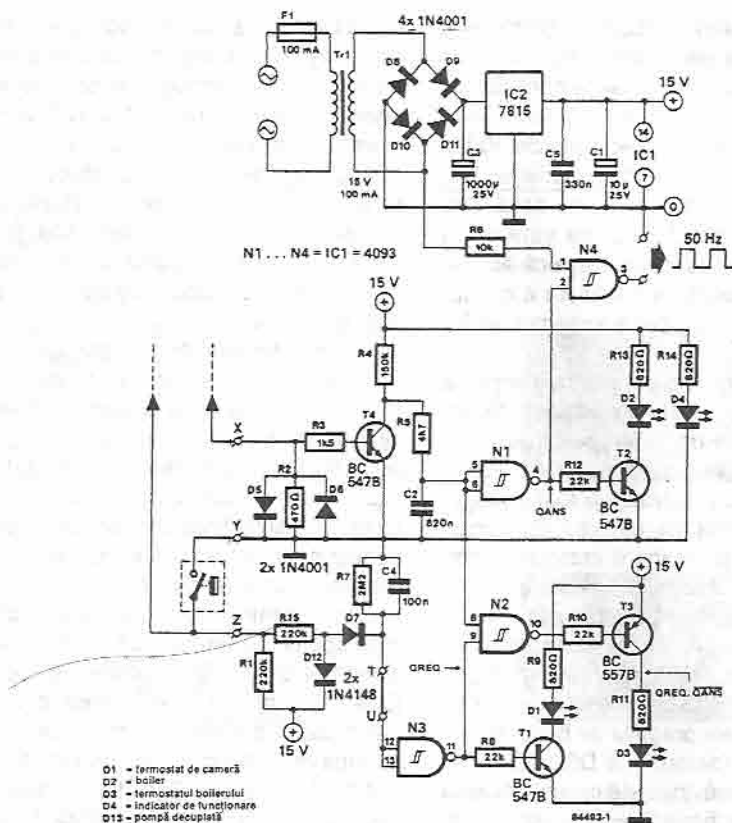 F1
100 mA
Tr1
15 V
100 mA
4x 1N4001
D8
D9
D10
D11
IC2
7815
C3
1000µ
25V
C5
330n
C1
10µ
25V
15 V
+
14
IC1
7
0
R6
10k
N1 . . . N4 = IC1 = 4093
N4
1
2
3
50 Hz
15 V
+
R4
150k
R3
1k5
T4
BC
547B
R5
4k7
X
R2
470Ω
D5
D6
2x 1N4001
Y
C2
820n
N1
5
6
4
R12
22k
QANS
R13
820Ω
D2
R14
820Ω
D4
T2
BC
547B
R7
2M2
C4
100n
Z
R15
220k
D7
R1
220k
D12
2x
1N4148
15 V
+
T
U
QREQ
N2
8
9
10
R10
22k
15 V
+
T3
BC
557B
R9
820Ω
D1
QREQ. QANS
R11
820Ω
D3
N3
12
13
11
R8
22k
T1
BC
547B
84493-1
D1 - termostat de cameră
D2 - boiler
D3 - termostatul boilerului
D4 - indicator de funcționare
D13 - pompă decuplată